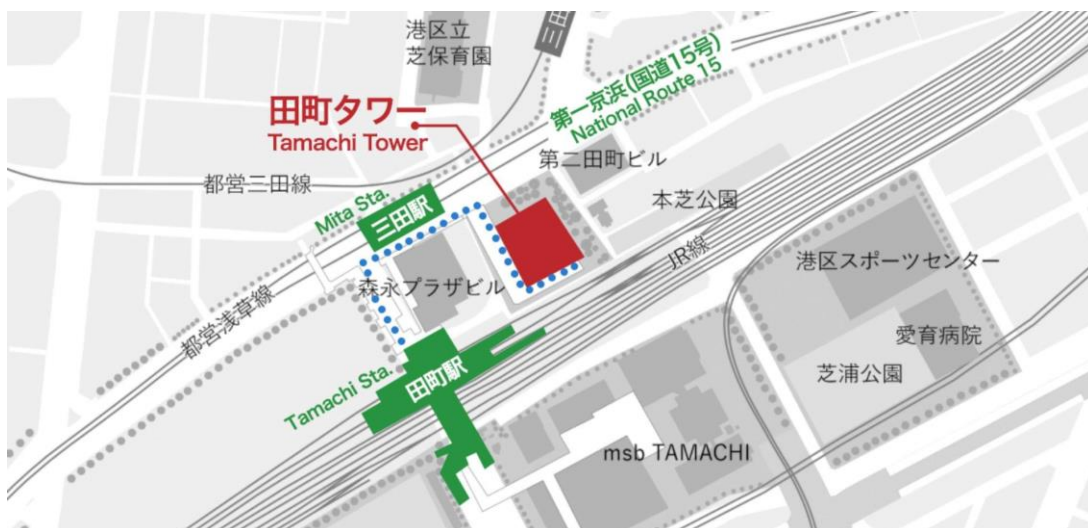 港区立
芝保育園
三田
第一京浜(国道15号)
National Route 15
田町タワー
Tamachi Tower
第二田町ビル
都営三田線
Mita Sta.
三田駅
本芝公園
JR線
港区スポーツセンター
森永プラザビル
都営浅草線
愛育病院
芝浦公園
Tamachi Sta.
田町駅
msb TAMACHI